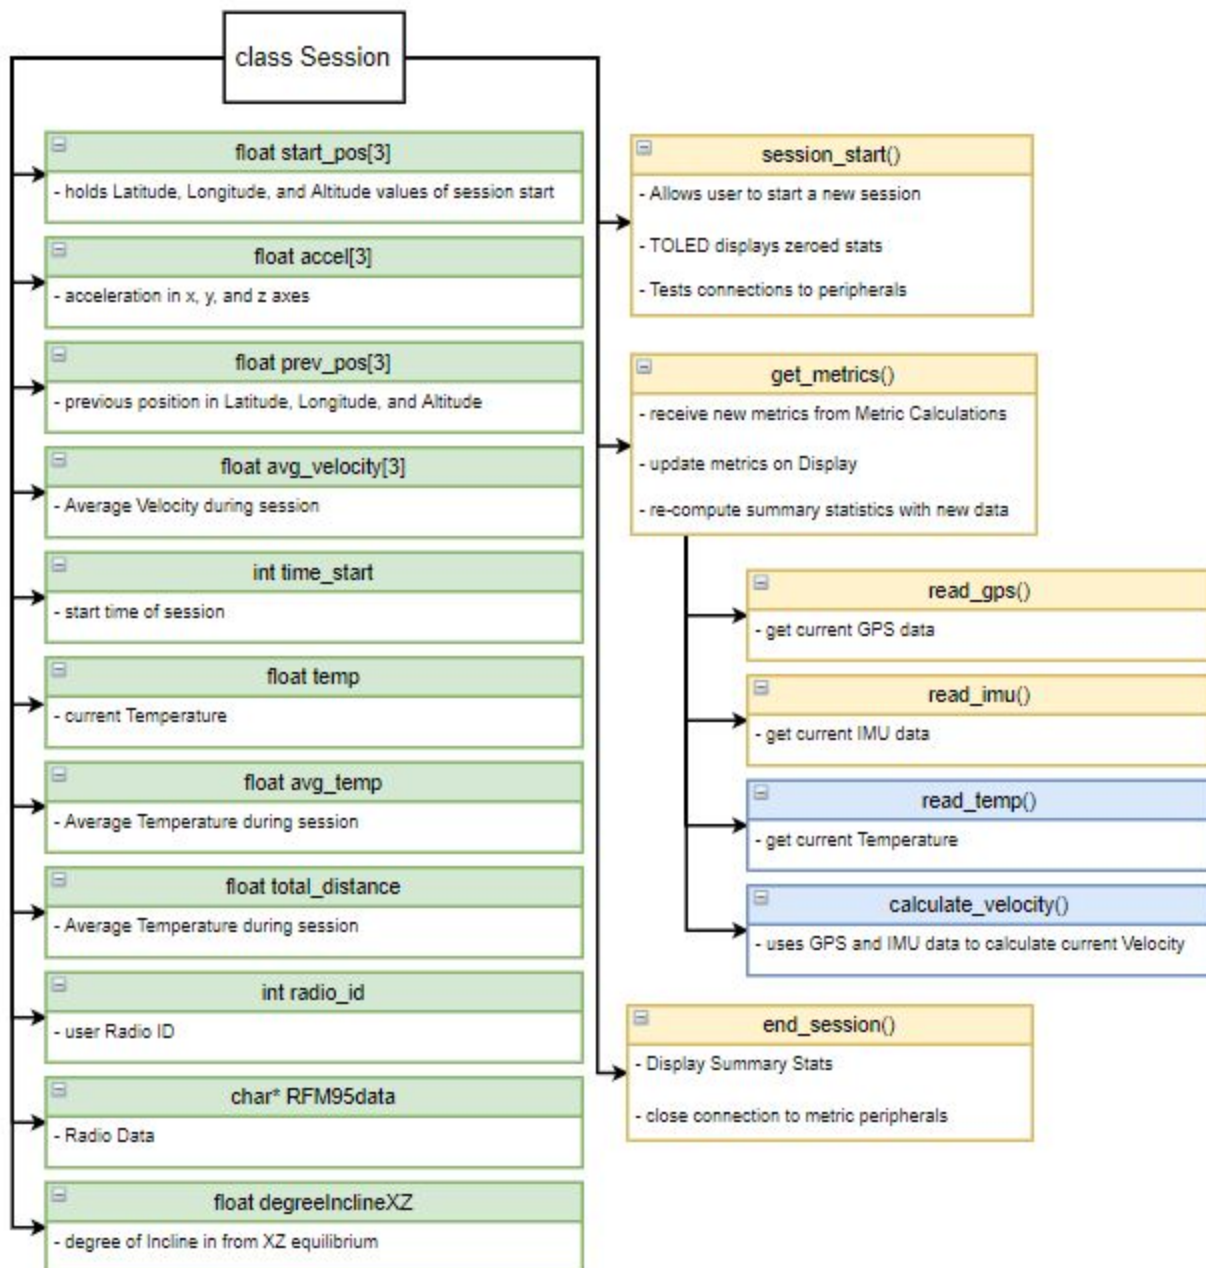 class Session
float start_pos[3]
- holds Latitude, Longitude, and Altitude values of session start
float accel[3]
- acceleration in x, y, and z axes
float prev_pos[3]
- previous position in Latitude, Longitude, and Altitude
float avg_velocity[3]
- Average Velocity during session
int time_start
- start time of session
float temp
- current Temperature
float avg_temp
- Average Temperature during session
float total_distance
- Average Temperature during session
int radio_id
- user Radio ID
char* RFM95data
- Radio Data
float degreeInclineXZ
- degree of Incline in from XZ equilibrium
session_start()
- Allows user to start a new session
- TOLED displays zeroed stats
- Tests connections to peripherals
get_metrics()
- receive new metrics from Metric Calculations
- update metrics on Display
- re-compute summary statistics with new data
read_gps()
- get current GPS data
read_imu()
- get current IMU data
read_temp()
- get current Temperature
calculate_velocity()
- uses GPS and IMU data to calculate current Velocity
end_session()
- Display Summary Stats
- close connection to metric peripherals